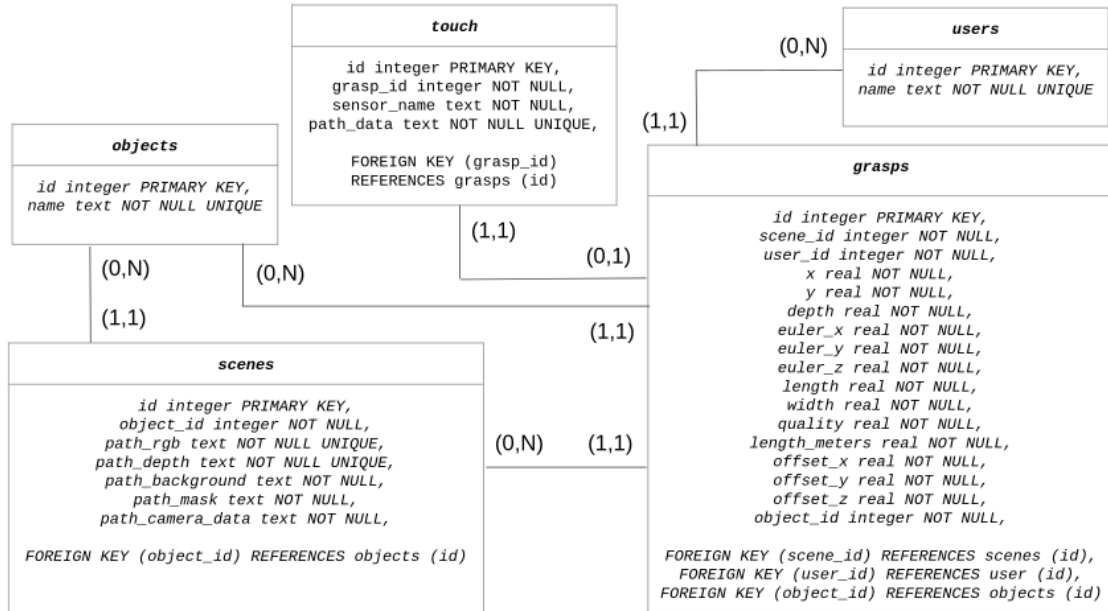 touch
id integer PRIMARY KEY,
grasp_id integer NOT NULL,
sensor_name text NOT NULL,
path_data text NOT NULL UNIQUE,
FOREIGN KEY (grasp_id)
REFERENCES grasps (id)
(1,1)
(0,1)
users
id integer PRIMARY KEY,
name text NOT NULL UNIQUE
(0,N)
(1,1)
objects
id integer PRIMARY KEY,
name text NOT NULL UNIQUE
(0,N)
(0,N)
(1,1)
(1,1)
scenes
id integer PRIMARY KEY,
object_id integer NOT NULL,
path_rgb text NOT NULL UNIQUE,
path_depth text NOT NULL UNIQUE,
path_background text NOT NULL,
path_mask text NOT NULL,
path_camera_data text NOT NULL,
FOREIGN KEY (object_id) REFERENCES objects (id)
(0,N)
(1,1)
grasps
id integer PRIMARY KEY,
scene_id integer NOT NULL,
user_id integer NOT NULL,
x real NOT NULL,
y real NOT NULL,
depth real NOT NULL,
euler_x real NOT NULL,
euler_y real NOT NULL,
euler_z real NOT NULL,
length real NOT NULL,
width real NOT NULL,
quality real NOT NULL,
length_meters real NOT NULL,
offset_x real NOT NULL,
offset_y real NOT NULL,
offset_z real NOT NULL,
object_id integer NOT NULL,
FOREIGN KEY (scene_id) REFERENCES scenes (id),
FOREIGN KEY (user_id) REFERENCES user (id),
FOREIGN KEY (object_id) REFERENCES objects (id)